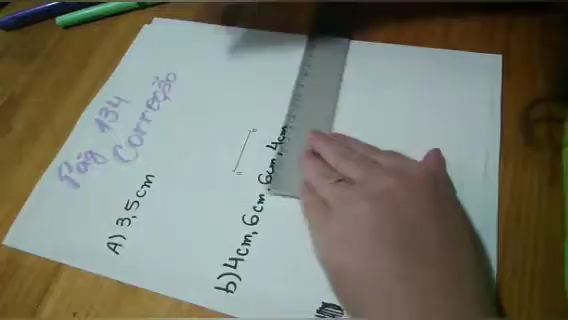 Pág 134
Correção
A) 3,5cm
b) 4cm, 6cm, 6cm, 4cm